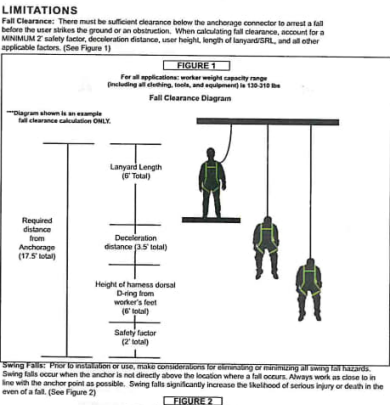 LIMITATIONS
Fall Clearance: There must be sufficient clearance below the anchorage connector to arrest a fall
before the user strikes the ground or an obstruction. When calculating fall clearance, account for a
MINIMUM 2' safety factor, deceleration distance, user height, length of lanyard/SRL, and all other
applicable factors. (See Figure 1)
FIGURE 1
For all applications: worker weight capacity range
(including all clothing, tools, and equipment) is 130-310 lbs
Fall Clearance Diagram
***Diagram shown is an example
fall clearance calculation ONLY.
Lanyard Length
(6' Total)
Required
distance
from
Anchorage
(17.5' total)
Deceleration
distance (3.5' total)
Height of harness dorsal
D-ring from
worker's feet
(6' total)
Safety factor
(2' total)
Swing Falls: Prior to installation or use, make considerations for eliminating or minimizing all swing fall hazards.
Swing falls occur when the anchor is not directly above the location where a fall occurs. Always work as close to in
line with the anchor point as possible. Swing falls significantly increase the likelihood of serious injury or death in the
even of a fall. (See Figure 2)
FIGURE 2